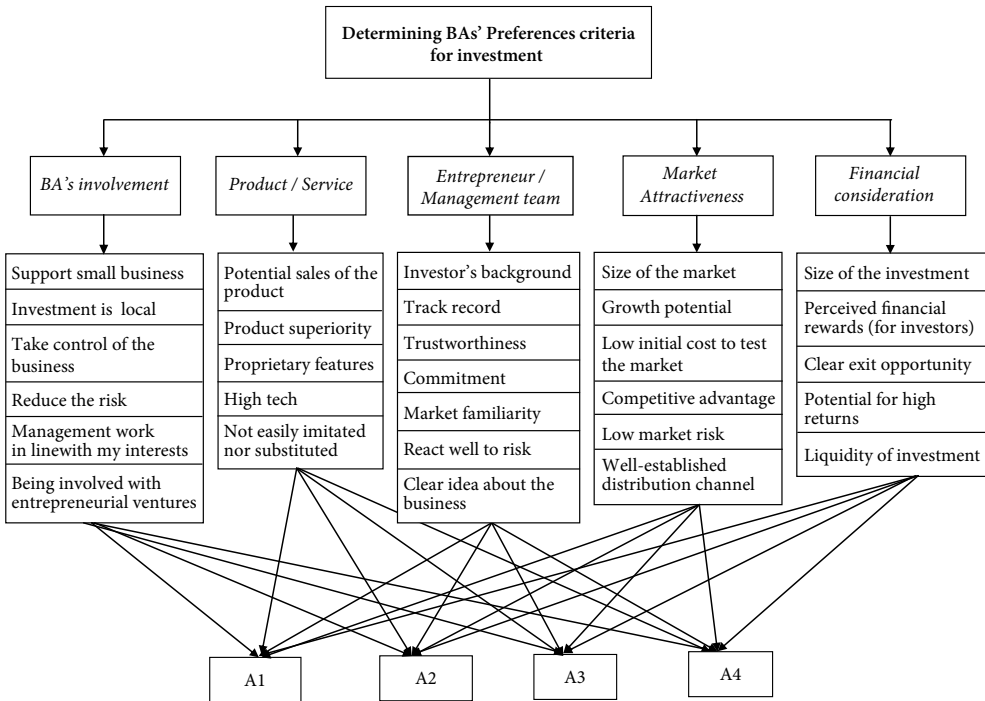 Determining BAs' Preferences criteria
for investment
BA's involvement
Product / Service
Entrepreneur /
Management team
Market
Attractiveness
Financial
consideration
Support small business
Investment is local
Take control of the
business
Reduce the risk
Management work
in linewith my interests
Being involved with
entrepreneurial ventures
Potential sales of the
product
Product superiority
Proprietary features
High tech
Not easily imitated
nor substituted
Investor's background
Track record
Trustworthiness
Commitment
Market familiarity
React well to risk
Clear idea about the
business
Size of the market
Growth potential
Low initial cost to test
the market
Competitive advantage
Low market risk
Well-established
distribution channel
Size of the investment
Perceived financial
rewards (for investors)
Clear exit opportunity
Potential for high
returns
Liquidity of investment
A1
A2
A3
A4